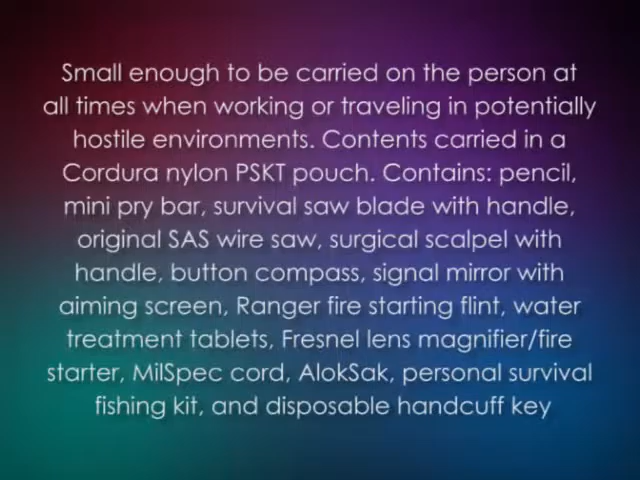 Small enough to be carried on the person at
all times when working or traveling in potentially
hostile environments. Contents carried in a
Cordura nylon PSKT pouch. Contains: pencil,
mini pry bar, survival saw blade with handle,
original SAS wire saw, surgical scalpel with
handle, button compass, signal mirror with
aiming screen, Ranger fire starting flint, water
treatment tablets, Fresnel lens magnifier/fire
starter, MilSpec cord, AlokSak, personal survival
fishing kit, and disposable handcuff key